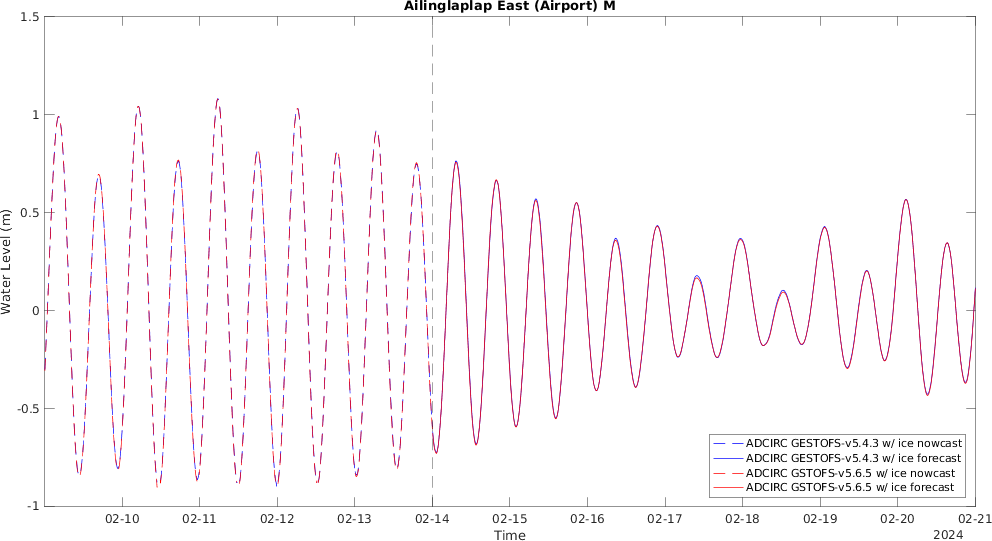 Ailinglaplap East (Airport) M
1.5
1
0.5
0
-0.5
-1
Water Level (m)
02-10 02-11 02-12 02-13 02-14 02-15 02-16 02-17 02-18 02-19 02-20 02-21
Time
2024
ADCIRC GESTOFS-v5.4.3 w/ ice nowcast
ADCIRC GESTOFS-v5.4.3 w/ ice forecast
ADCIRC GSTOFS-v5.6.5 w/ ice nowcast
ADCIRC GSTOFS-v5.6.5 w/ ice forecast